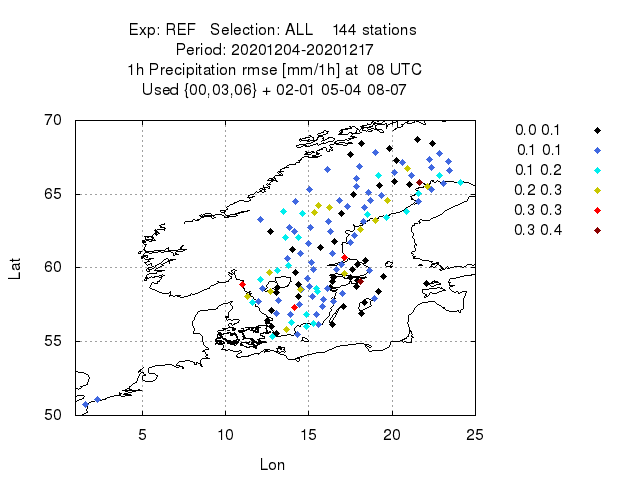 Exp: REF Selection: ALL 144 stations
Period: 20201204-20201217
1h Precipitation rmse [mm/1h] at 08 UTC
Used {00,03,06} + 02-01 05-04 08-07
70
65
60
55
50
Lat
5 10 15 20 25
Lon
0.0 0.1
0.1 0.1
0.1 0.2
0.2 0.3
0.3 0.3
0.3 0.4